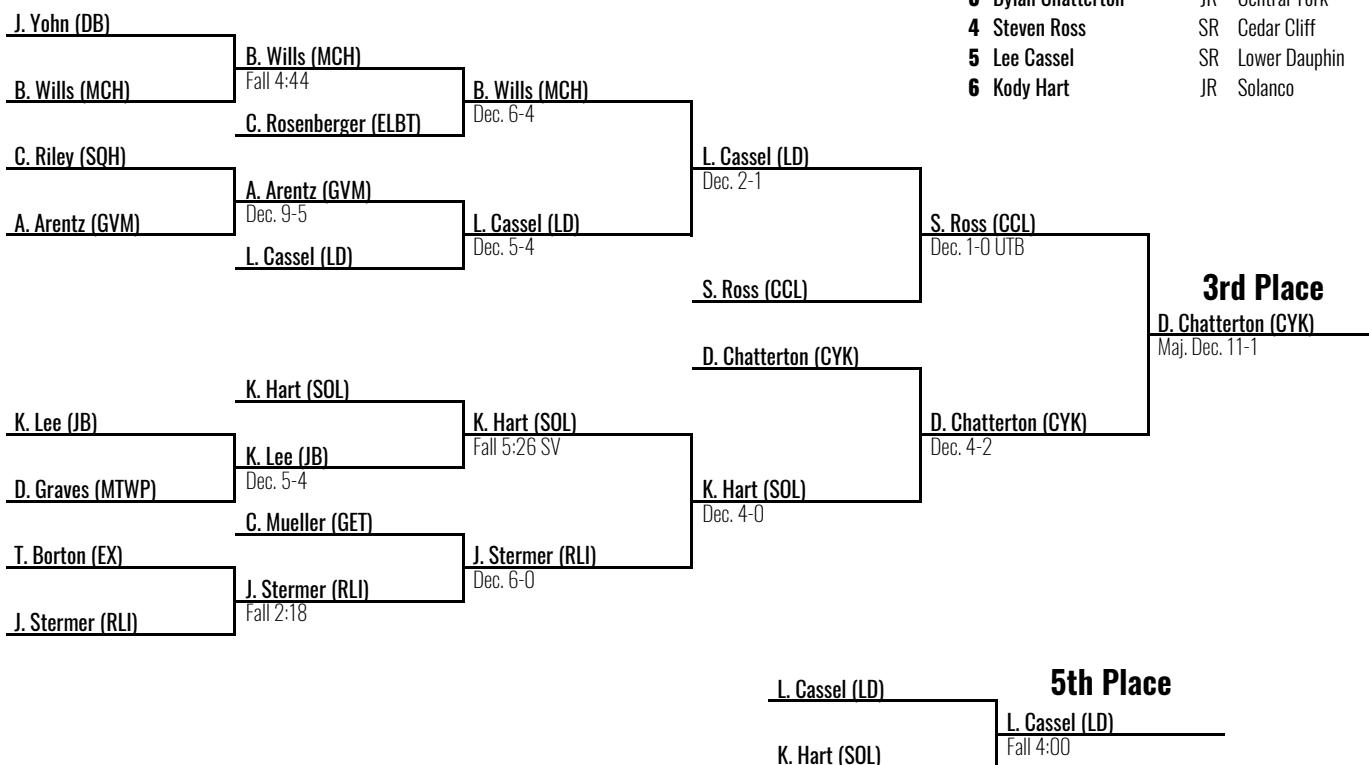 3 Dylan Chatterton JR Central York
4 Steven Ross SR Cedar Cliff
5 Lee Cassel SR Lower Dauphin
6 Kody Hart JR Solanco
J. Yohn (DB)
B. Wills (MCH)
Fall 4:44
B. Wills (MCH)
B. Wills (MCH)
Dec. 6-4
C. Rosenberger (ELBT)
C. Riley (SQH)
L. Cassel (LD)
Dec. 2-1
A. Arentz (GVM)
Dec. 9-5
A. Arentz (GVM)
L. Cassel (LD)
Dec. 5-4
S. Ross (CCL)
Dec. 1-0 UTB
L. Cassel (LD)
S. Ross (CCL)
3rd Place
D. Chatterton (CYK)
Maj. Dec. 11-1
D. Chatterton (CYK)
K. Hart (SOL)
K. Lee (JB)
K. Hart (SOL)
Fall 5:26 SV
D. Chatterton (CYK)
Dec. 4-2
K. Lee (JB)
Dec. 5-4
D. Graves (MTWP)
K. Hart (SOL)
Dec. 4-0
C. Mueller (GET)
T. Borton (EX)
J. Stermer (RLI)
Dec. 6-0
J. Stermer (RLI)
Fall 2:18
J. Stermer (RLI)
5th Place
L. Cassel (LD)
L. Cassel (LD)
Fall 4:00
K. Hart (SOL)